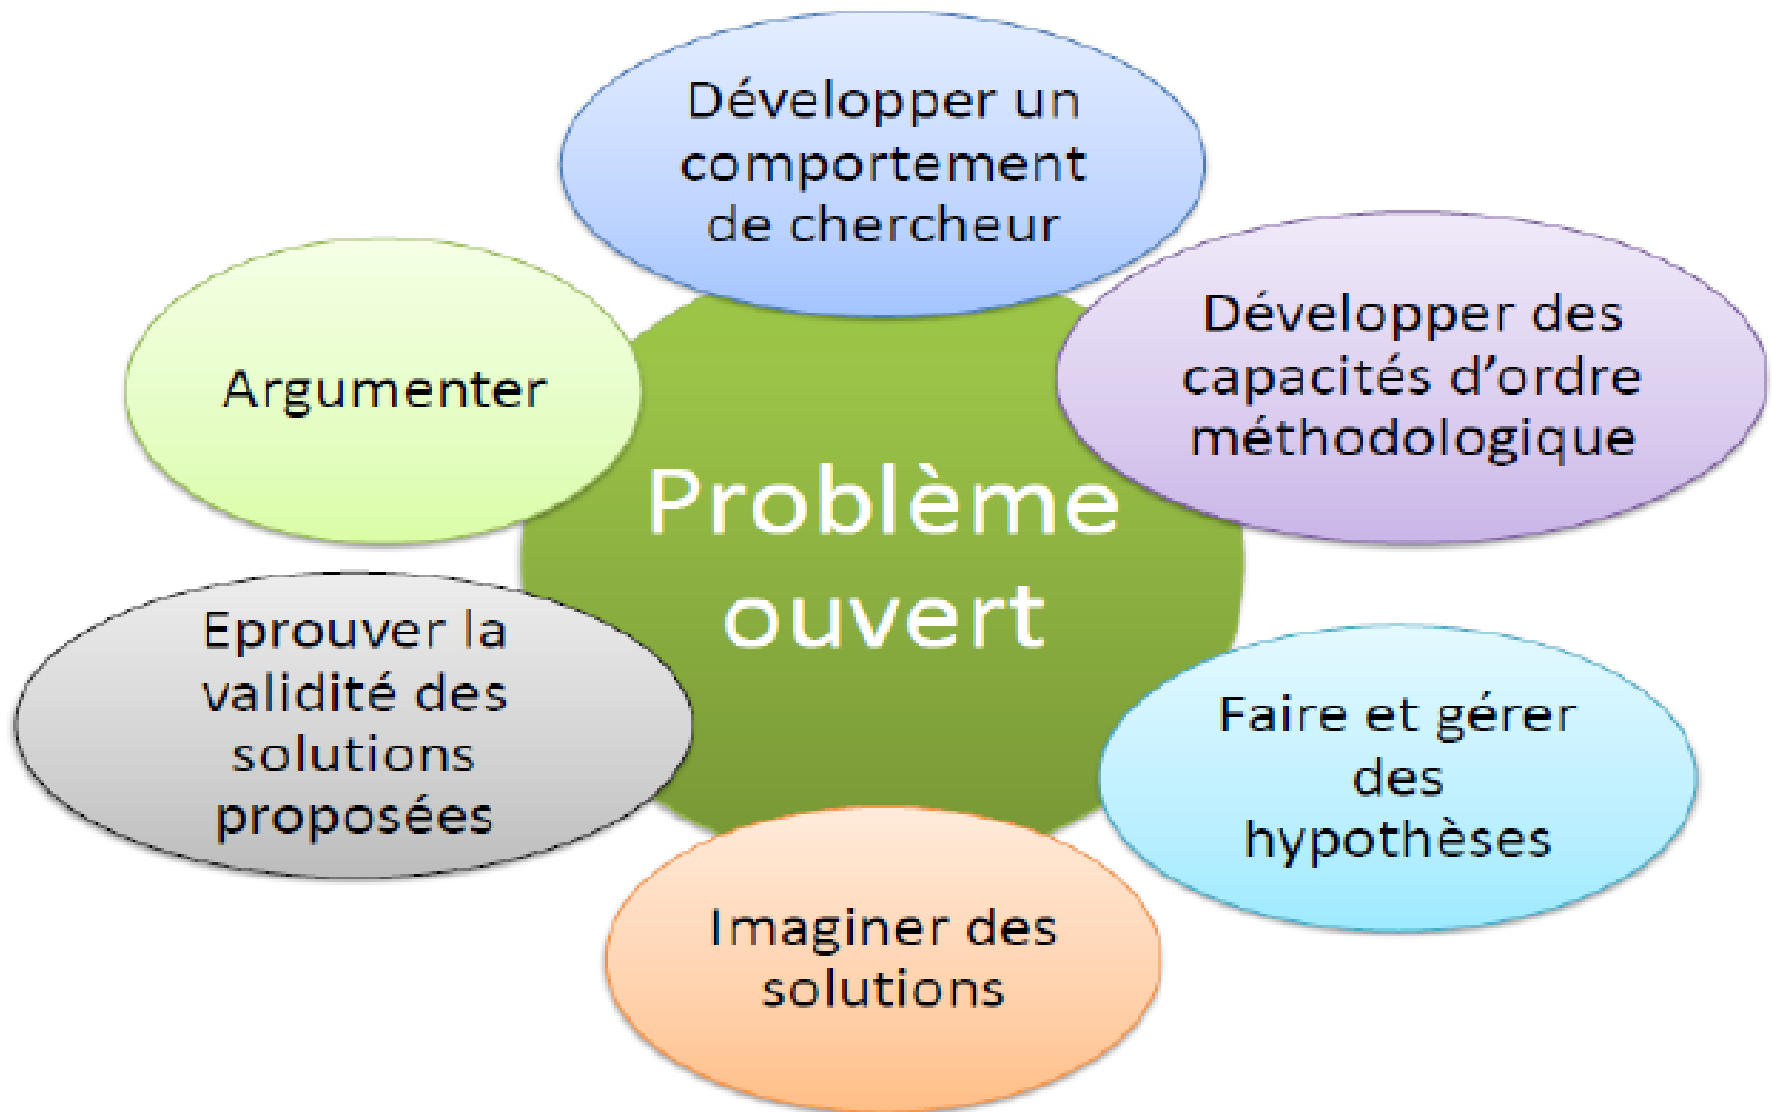 Développer un
comportement
de chercheur
Développer des
capacités d'ordre
méthodologique
Argumenter
Problème
ouvert
Eprouver la
validité des
solutions
proposées
Faire et gérer
des
hypothèses
Imaginer des
solutions